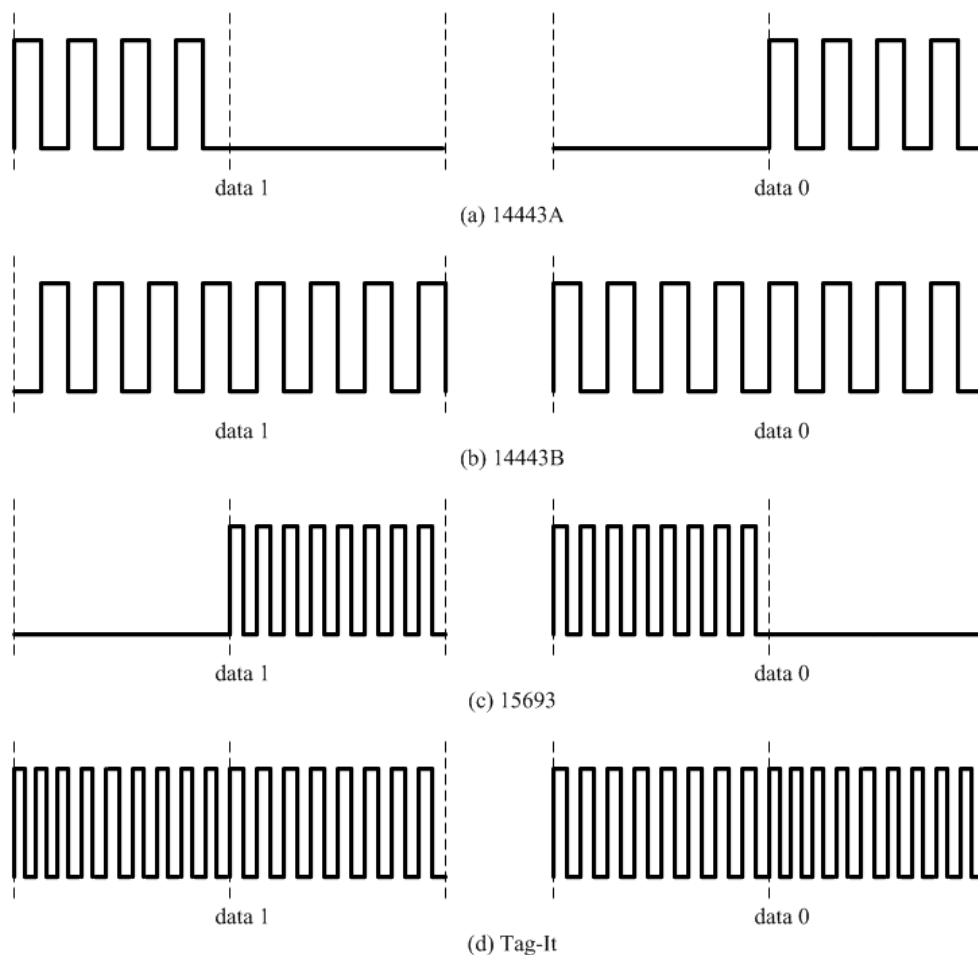 data 1 data 0
(a) 14443A
data 1 data 0
(b) 14443B
data 1 data 0
(c) 15693
data 1 data 0
(d) Tag-It